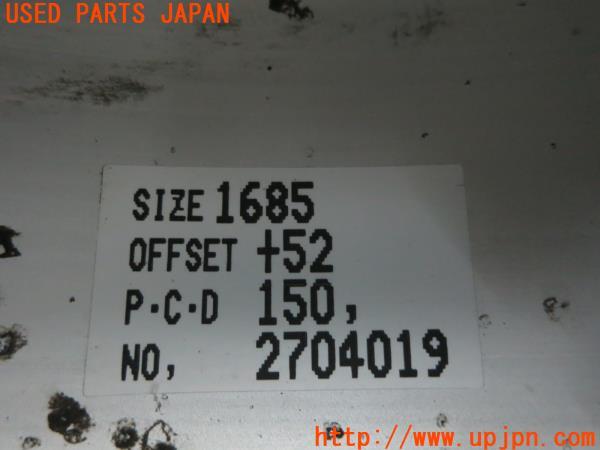 USED PARTS JAPAN
SIZE 1685
OFFSET +52
P·C·D 150,
NO, 2704019
http://www.upjpn.com